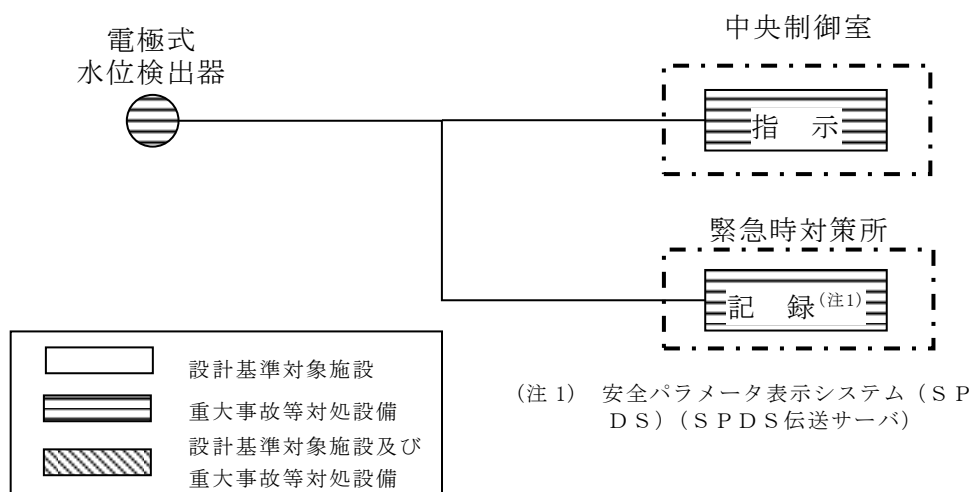 電極式
水位検出器
中央制御室
指 示
緊急時対策所
記 録(注1)
設計基準対象施設
重大事故等対処設備
設計基準対象施設及び
重大事故等対処設備
(注 1) 安全パラメータ表示システム(ＳＰ
ＤＳ)(ＳＰＤＳ伝送サーバ)